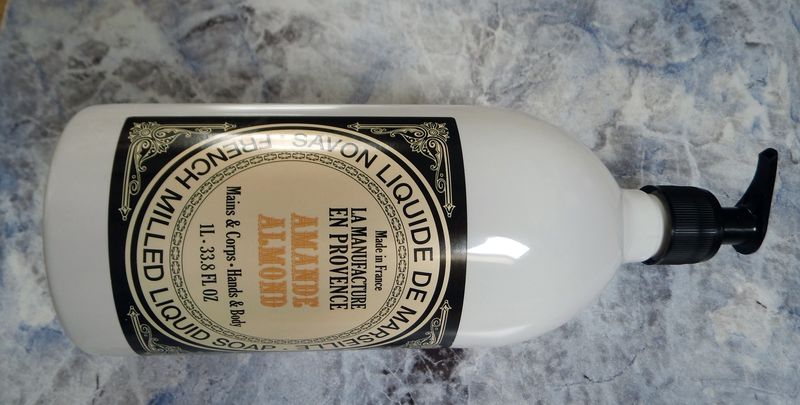 SAVON LIQUIDE DE MARSEILLE ·
FRENCH MILLED LIQUID SOAP ·
Made in France
LA MANUFACTURE
EN PROVENCE
AMANDE
ALMOND
Mains & Corps • Hands & Body
1L • 33.8 FL OZ